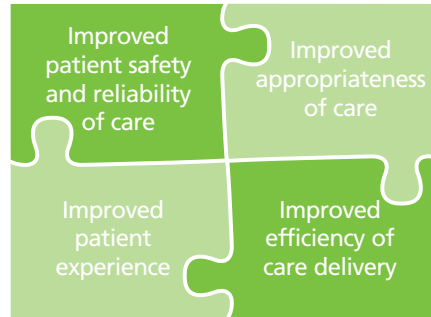 Improved
patient safety
and reliability
of care
Improved
appropriateness
of care
Improved
patient
experience
Improved
efficiency of
care delivery